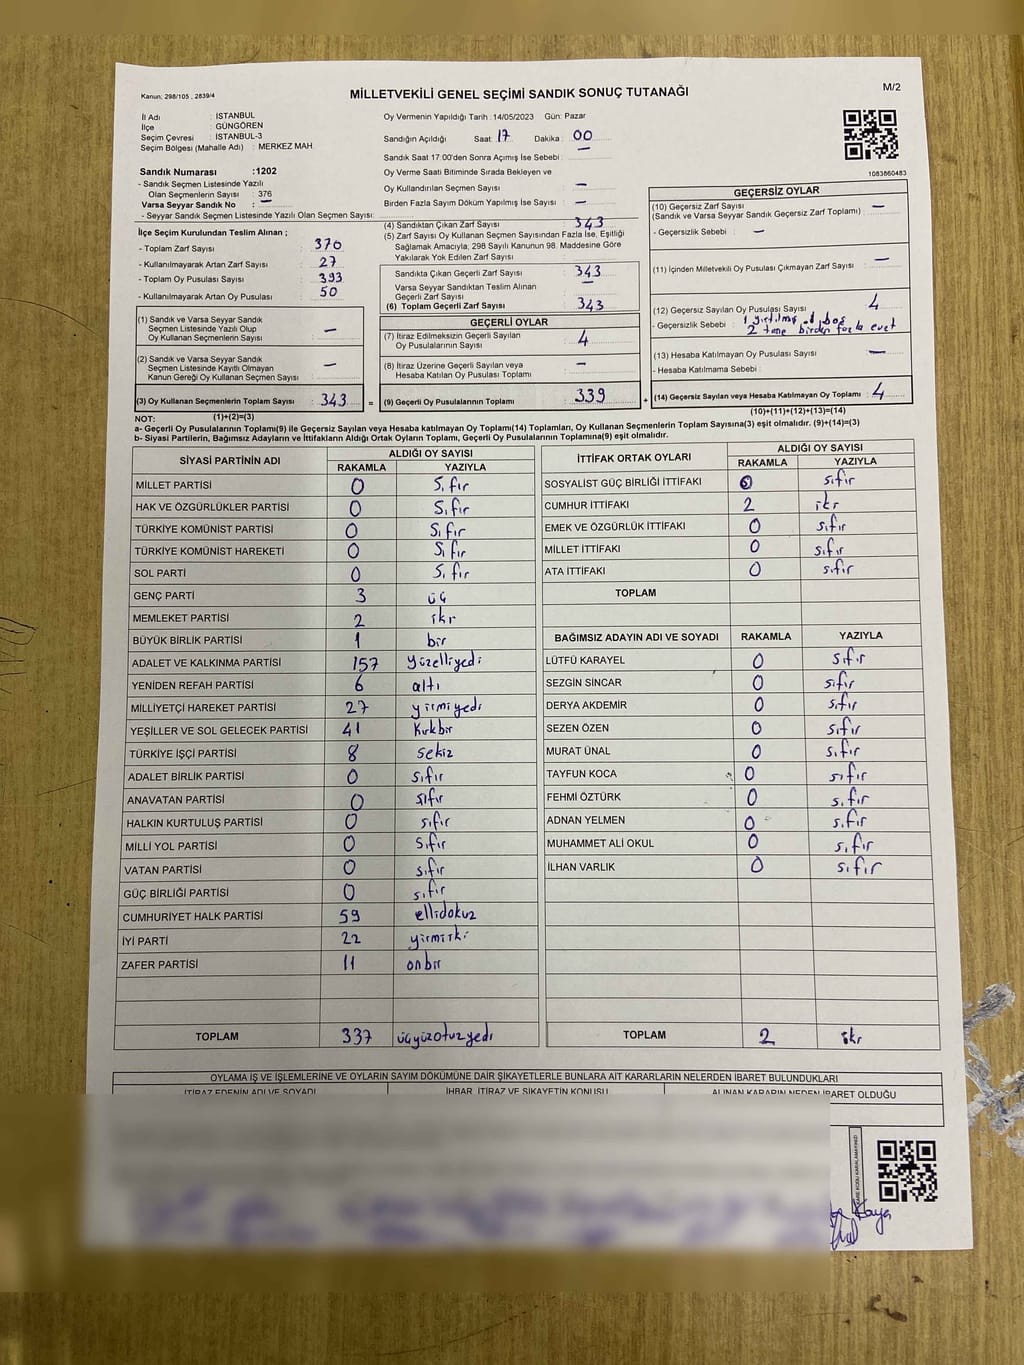 Kanun; 298/105 , 2839/4
MİLLETVEKİLİ GENEL SEÇİMİ SANDIK SONUÇ TUTANAĞI
M/2
İl Adı : İSTANBUL
İlçe : GÜNGÖREN
Seçim Çevresi : İSTANBUL-3
Seçim Bölgesi (Mahalle Adı) : MERKEZ MAH
Oy Vermenin Yapıldığı Tarih : 14/05/2023 Gün: Pazar
Sandığın Açıldığı Saat : 17 Dakika : 00
Sandık Saat 17:00'den Sonra Açımış İse Sebebi : —
1083860483
Sandık Numarası :1202
- Sandık Seçmen Listesinde Yazılı
Olan Seçmenlerin Sayısı : 376
Varsa Seyyar Sandık No : —
- Seyyar Sandık Seçmen Listesinde Yazılı Olan Seçmen Sayısı:
Oy Verme Saati Bitiminde Sırada Bekleyen ve
Oy Kullandırılan Seçmen Sayısı : —
Birden Fazla Sayım Döküm Yapılmış İse Sayısı : —
İlçe Seçim Kurulundan Teslim Alınan ;
- Toplam Zarf Sayısı : 370
- Kullanılmayarak Artan Zarf Sayısı : 27
- Toplam Oy Pusulası Sayısı : 393
- Kullanılmayarak Artan Oy Pusulası : 50
(4) Sandıktan Çıkan Zarf Sayısı : 343
(5) Zarf Sayısı Oy Kullanan Seçmen Sayısından Fazla İse, Eşitliği
Sağlamak Amacıyla, 298 Sayılı Kanunun 98. Maddesine Göre
Yakılarak Yok Edilen Zarf Sayısı :
Sandıkta Çıkan Geçerli Zarf Sayısı : 343
Varsa Seyyar Sandıktan Teslim Alınan
Geçerli Zarf Sayısı : —
(6) Toplam Geçerli Zarf Sayısı : 343
GEÇERSİZ OYLAR
(10) Geçersiz Zarf Sayısı : —
(Sandık ve Varsa Seyyar Sandık Geçersiz Zarf Toplamı)
- Geçersizlik Sebebi : —
(11) İçinden Milletvekili Oy Pusulası Çıkmayan Zarf Sayısı : —
(12) Geçersiz Sayılan Oy Pusulası Sayısı : 4
- Geçersizlik Sebebi : 1 yırtılmış 1 boş
2 tane birden fazla evet
(13) Hesaba Katılmayan Oy Pusulası Sayısı : —
- Hesaba Katılmama Sebebi :
(1) Sandık ve Varsa Seyyar Sandık
Seçmen Listesinde Yazılı Olup
Oy Kullanan Seçmenlerin Sayısı : —
(2) Sandık ve Varsa Seyyar Sandık
Seçmen Listesinde Kayıtlı Olmayan
Kanun Gereği Oy Kullanan Seçmen Sayısı : —
GEÇERLİ OYLAR
(7) İtiraz Edilmeksizin Geçerli Sayılan
Oy Pusulalarının Sayısı : 4
(8) İtiraz Üzerine Geçerli Sayılan veya
Hesaba Katılan Oy Pusulası Toplamı : —
(3) Oy Kullanan Seçmenlerin Toplam Sayısı : 343 = (9) Geçerli Oy Pusulalarının Toplamı : 339 + (14) Geçersiz Sayılan veya Hesaba Katılmayan Oy Toplamı : 4
NOT: (1)+(2)=(3) (10)+(11)+(12)+(13)=(14)
a- Geçerli Oy Pusulalarının Toplamı(9) ile Geçersiz Sayılan veya Hesaba katılmayan Oy Toplamı(14) Toplamları, Oy Kullanan Seçmenlerin Toplam Sayısına(3) eşit olmalıdır. (9)+(14)=(3)
b- Siyasi Partilerin, Bağımsız Adayların ve İttifakların Aldığı Ortak Oyların Toplamı, Geçerli Oy Pusulalarının Toplamına(9) eşit olmalıdır.
SİYASİ PARTİNİN ADI ALDIĞI OY SAYISI
RAKAMLA YAZIYLA
MİLLET PARTİSİ 0 Sıfır
HAK VE ÖZGÜRLÜKLER PARTİSİ 0 Sıfır
TÜRKİYE KOMÜNİST PARTİSİ 0 Sıfır
TÜRKİYE KOMÜNİST HAREKETİ 0 Sıfır
SOL PARTİ 0 Sıfır
GENÇ PARTİ 3 üç
MEMLEKET PARTİSİ 2 iki
BÜYÜK BİRLİK PARTİSİ 1 bir
ADALET VE KALKINMA PARTİSİ 157 yüzelliyedi
YENİDEN REFAH PARTİSİ 6 altı
MİLLİYETÇİ HAREKET PARTİSİ 27 yirmiyedi
YEŞİLLER VE SOL GELECEK PARTİSİ 41 Kırkbir
TÜRKİYE İŞÇİ PARTİSİ 8 sekiz
ADALET BİRLİK PARTİSİ 0 sıfır
ANAVATAN PARTİSİ 0 sıfır
HALKIN KURTULUŞ PARTİSİ 0 sıfır
MİLLİ YOL PARTİSİ 0 sıfır
VATAN PARTİSİ 0 sıfır
GÜÇ BİRLİĞİ PARTİSİ 0 sıfır
CUMHURİYET HALK PARTİSİ 59 ellidokuz
İYİ PARTİ 22 yirmiiki
ZAFER PARTİSİ 11 onbir
TOPLAM 337 üçyüzotuzyedi
İTTİFAK ORTAK OYLARI ALDIĞI OY SAYISI
RAKAMLA YAZIYLA
SOSYALİST GÜÇ BİRLİĞİ İTTİFAKI 0 sıfır
CUMHUR İTTİFAKI 2 iki
EMEK VE ÖZGÜRLÜK İTTİFAKI 0 sıfır
MİLLET İTTİFAKI 0 sıfır
ATA İTTİFAKI 0 sıfır
TOPLAM
BAĞIMSIZ ADAYIN ADI VE SOYADI RAKAMLA YAZIYLA
LÜTFÜ KARAYEL 0 sıfır
SEZGİN SİNCAR 0 sıfır
DERYA AKDEMİR 0 sıfır
SEZEN ÖZEN 0 sıfır
MURAT ÜNAL 0 sıfır
TAYFUN KOCA 0 sıfır
FEHMİ ÖZTÜRK 0 sıfır
ADNAN YELMEN 0 sıfır
MUHAMMET ALİ OKUL 0 sıfır
İLHAN VARLIK 0 sıfır
TOPLAM 2 iki
OYLAMA İŞ VE İŞLEMLERİNE VE OYLARIN SAYIM DÖKÜMÜNE DAİR ŞİKAYETLERLE BUNLARA AİT KARARLARIN NELERDEN İBARET BULUNDUKLARI
İTİRAZ EDENİN ADI VE SOYADI İHBAR, İTİRAZ VE ŞİKAYETİN KONUSU ALINAN KARARIN NEDEN İBARET OLDUĞU
Kaya